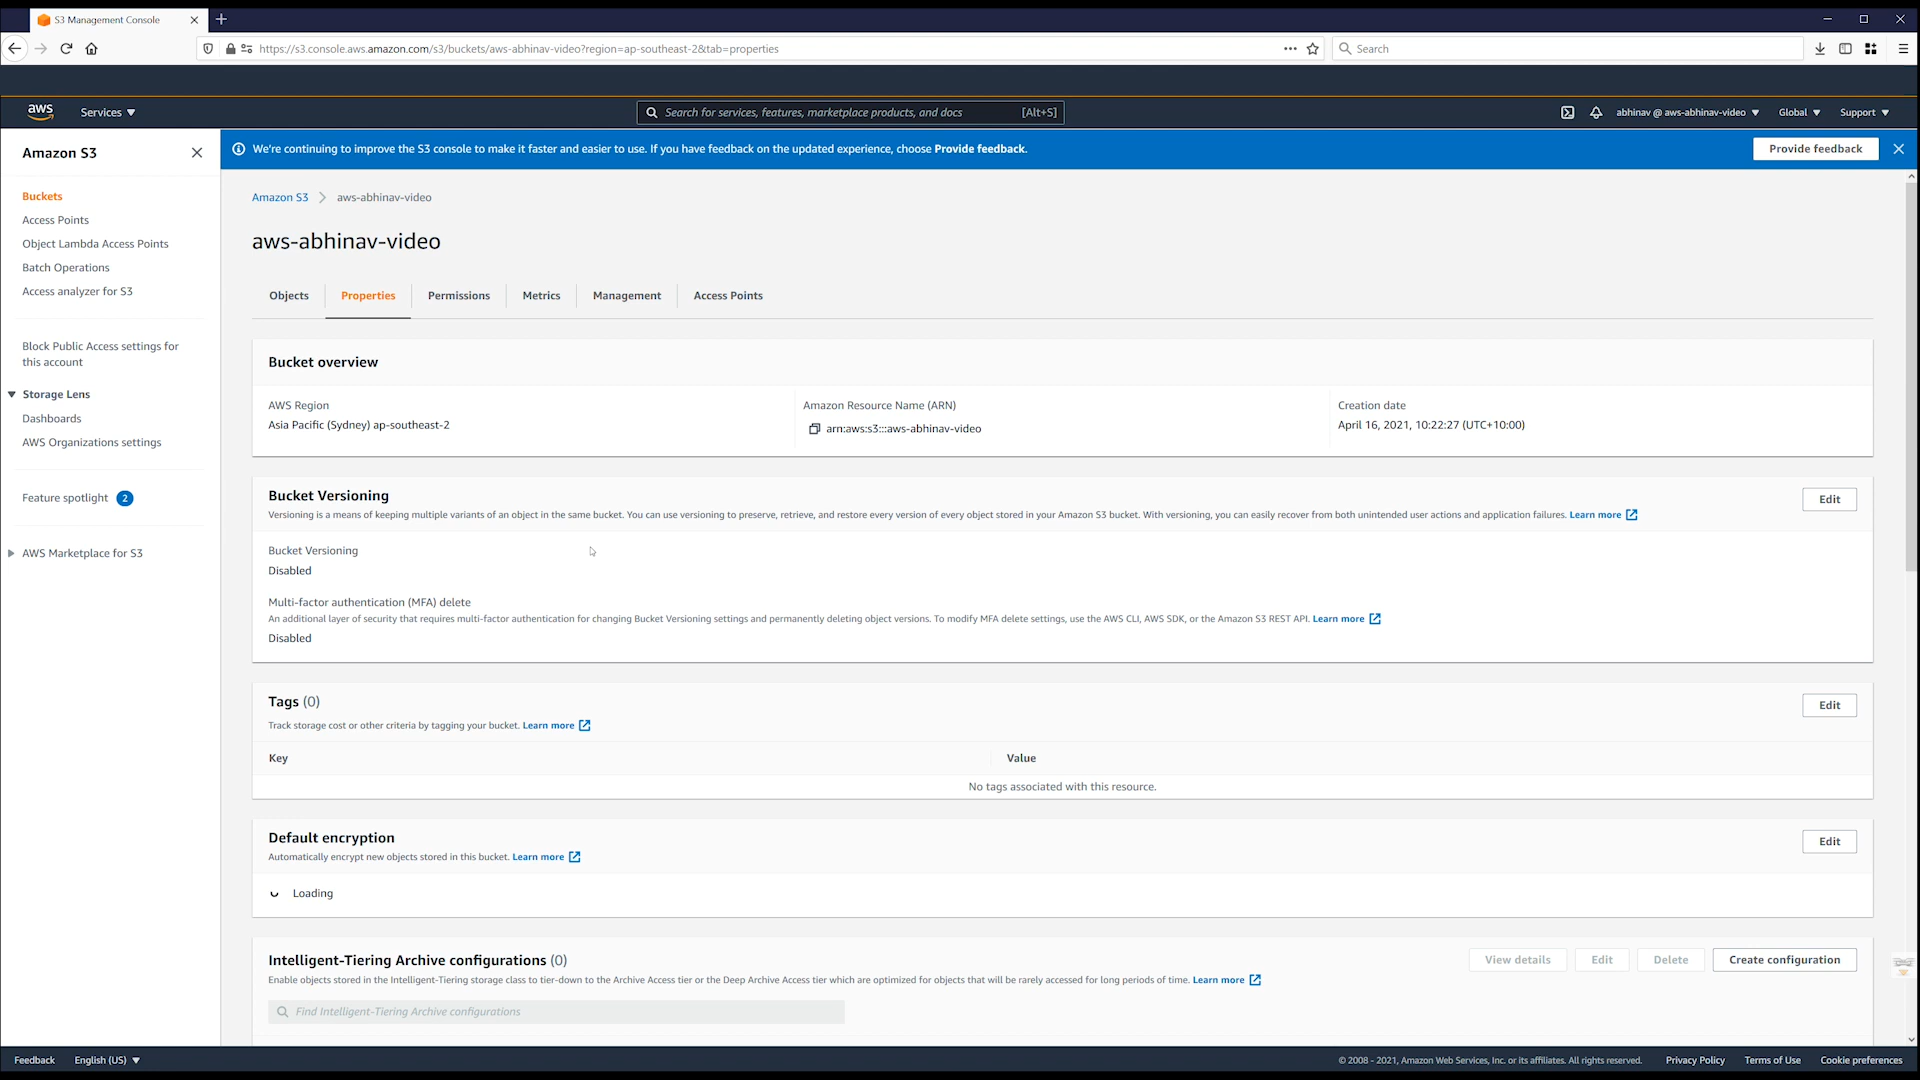 S3 Management Console
https://s3.console.aws.amazon.com/s3/buckets/aws-abhinav-video?region=ap-southeast-2&tab=properties
Search
aws
Services
Search for services, features, marketplace products, and docs [Alt+S]
abhinav @ aws-abhinav-video
Global
Support
Amazon S3
We're continuing to improve the S3 console to make it faster and easier to use. If you have feedback on the updated experience, choose Provide feedback.
Provide feedback
Buckets
Access Points
Object Lambda Access Points
Batch Operations
Access analyzer for S3
Block Public Access settings for
this account
Storage Lens
Dashboards
AWS Organizations settings
Feature spotlight 2
AWS Marketplace for S3
Amazon S3 aws-abhinav-video
aws-abhinav-video
Objects Properties Permissions Metrics Management Access Points
Bucket overview
AWS Region
Asia Pacific (Sydney) ap-southeast-2
Amazon Resource Name (ARN)
arn:aws:s3:::aws-abhinav-video
Creation date
April 16, 2021, 10:22:27 (UTC+10:00)
Bucket Versioning
Edit
Versioning is a means of keeping multiple variants of an object in the same bucket. You can use versioning to preserve, retrieve, and restore every version of every object stored in your Amazon S3 bucket. With versioning, you can easily recover from both unintended user actions and application failures. Learn more
Bucket Versioning
Disabled
Multi-factor authentication (MFA) delete
An additional layer of security that requires multi-factor authentication for changing Bucket Versioning settings and permanently deleting object versions. To modify MFA delete settings, use the AWS CLI, AWS SDK, or the Amazon S3 REST API. Learn more
Disabled
Tags (0)
Edit
Track storage cost or other criteria by tagging your bucket. Learn more
Key Value
No tags associated with this resource.
Default encryption
Edit
Automatically encrypt new objects stored in this bucket. Learn more
Loading
Intelligent-Tiering Archive configurations (0)
View details Edit Delete Create configuration
Enable objects stored in the Intelligent-Tiering storage class to tier-down to the Archive Access tier or the Deep Archive Access tier which are optimized for objects that will be rarely accessed for long periods of time. Learn more
Find Intelligent-Tiering Archive configurations
Feedback English (US)
© 2008 - 2021, Amazon Web Services, Inc. or its affiliates. All rights reserved. Privacy Policy Terms of Use Cookie preferences